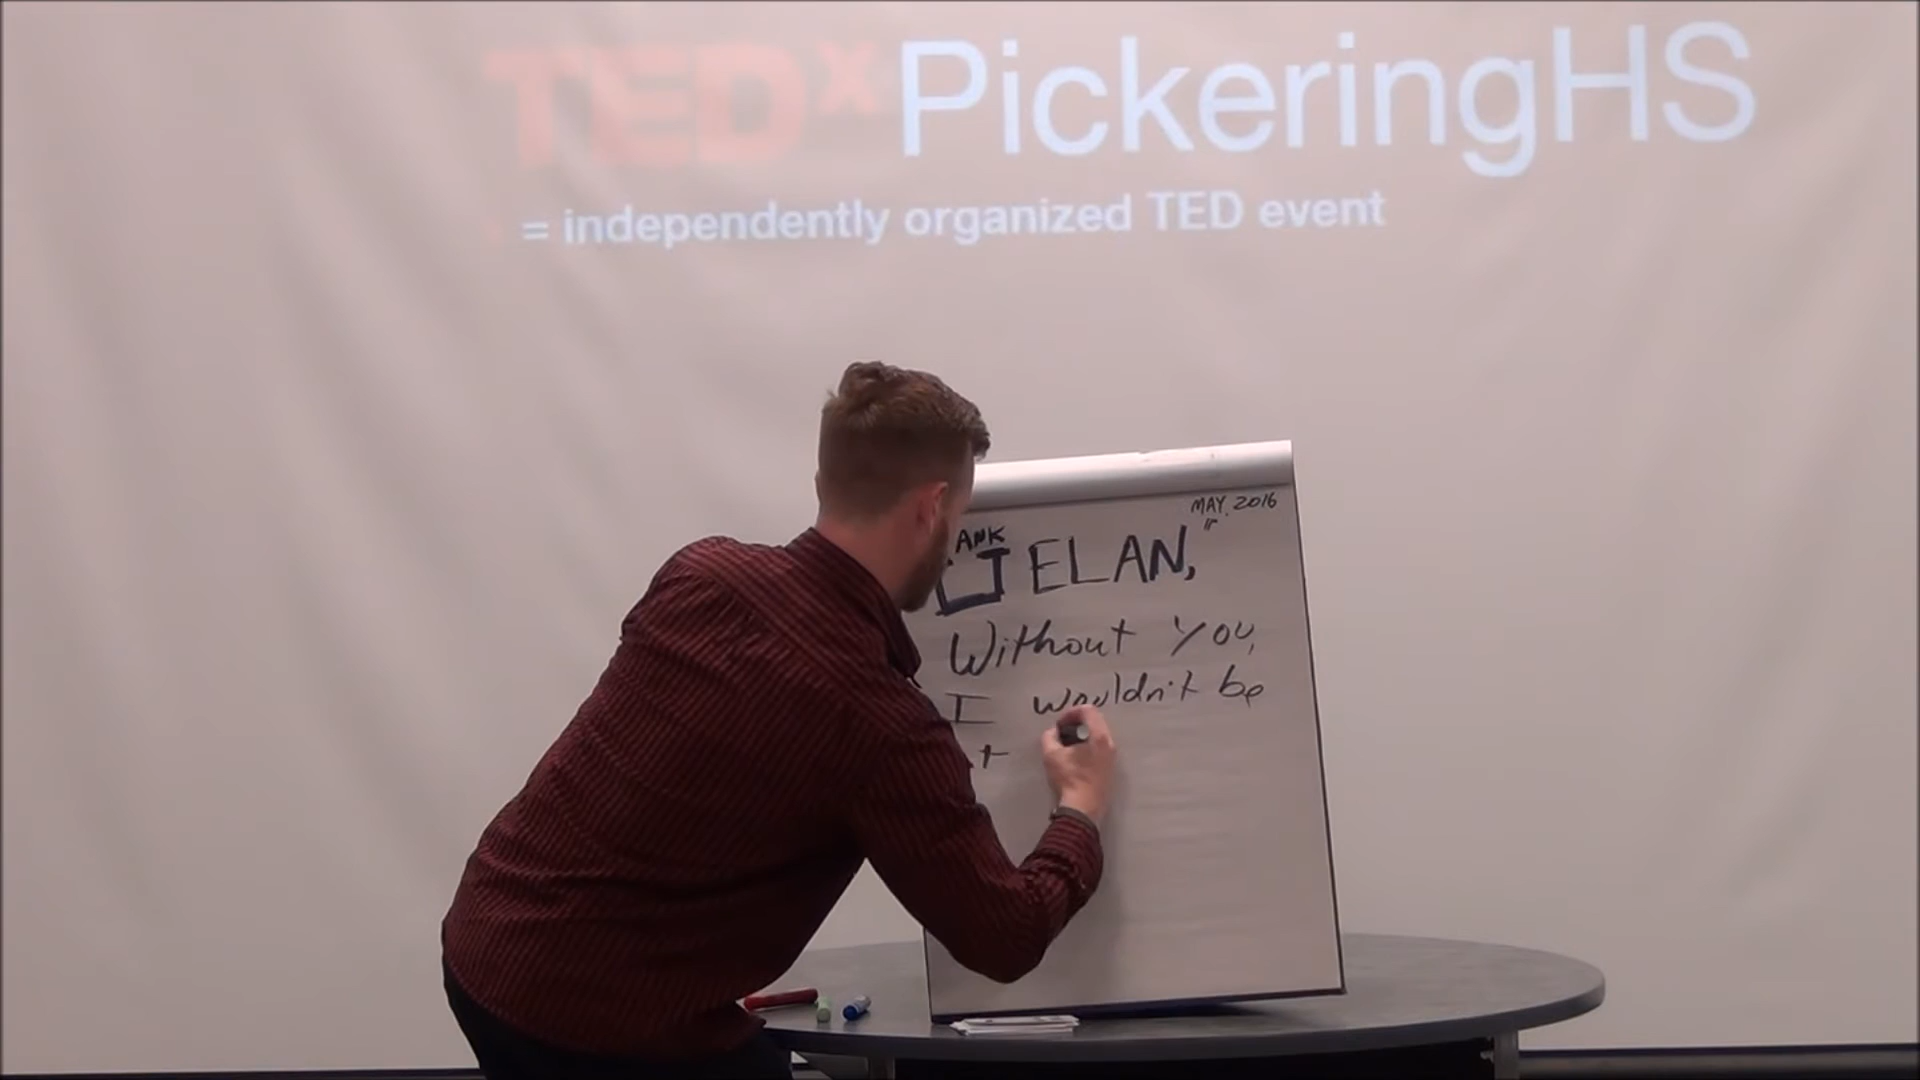 TEDx PickeringHS
= independently organized TED event
MAY. 2016
ANK
ELAN,
Without you,
I wouldn't be